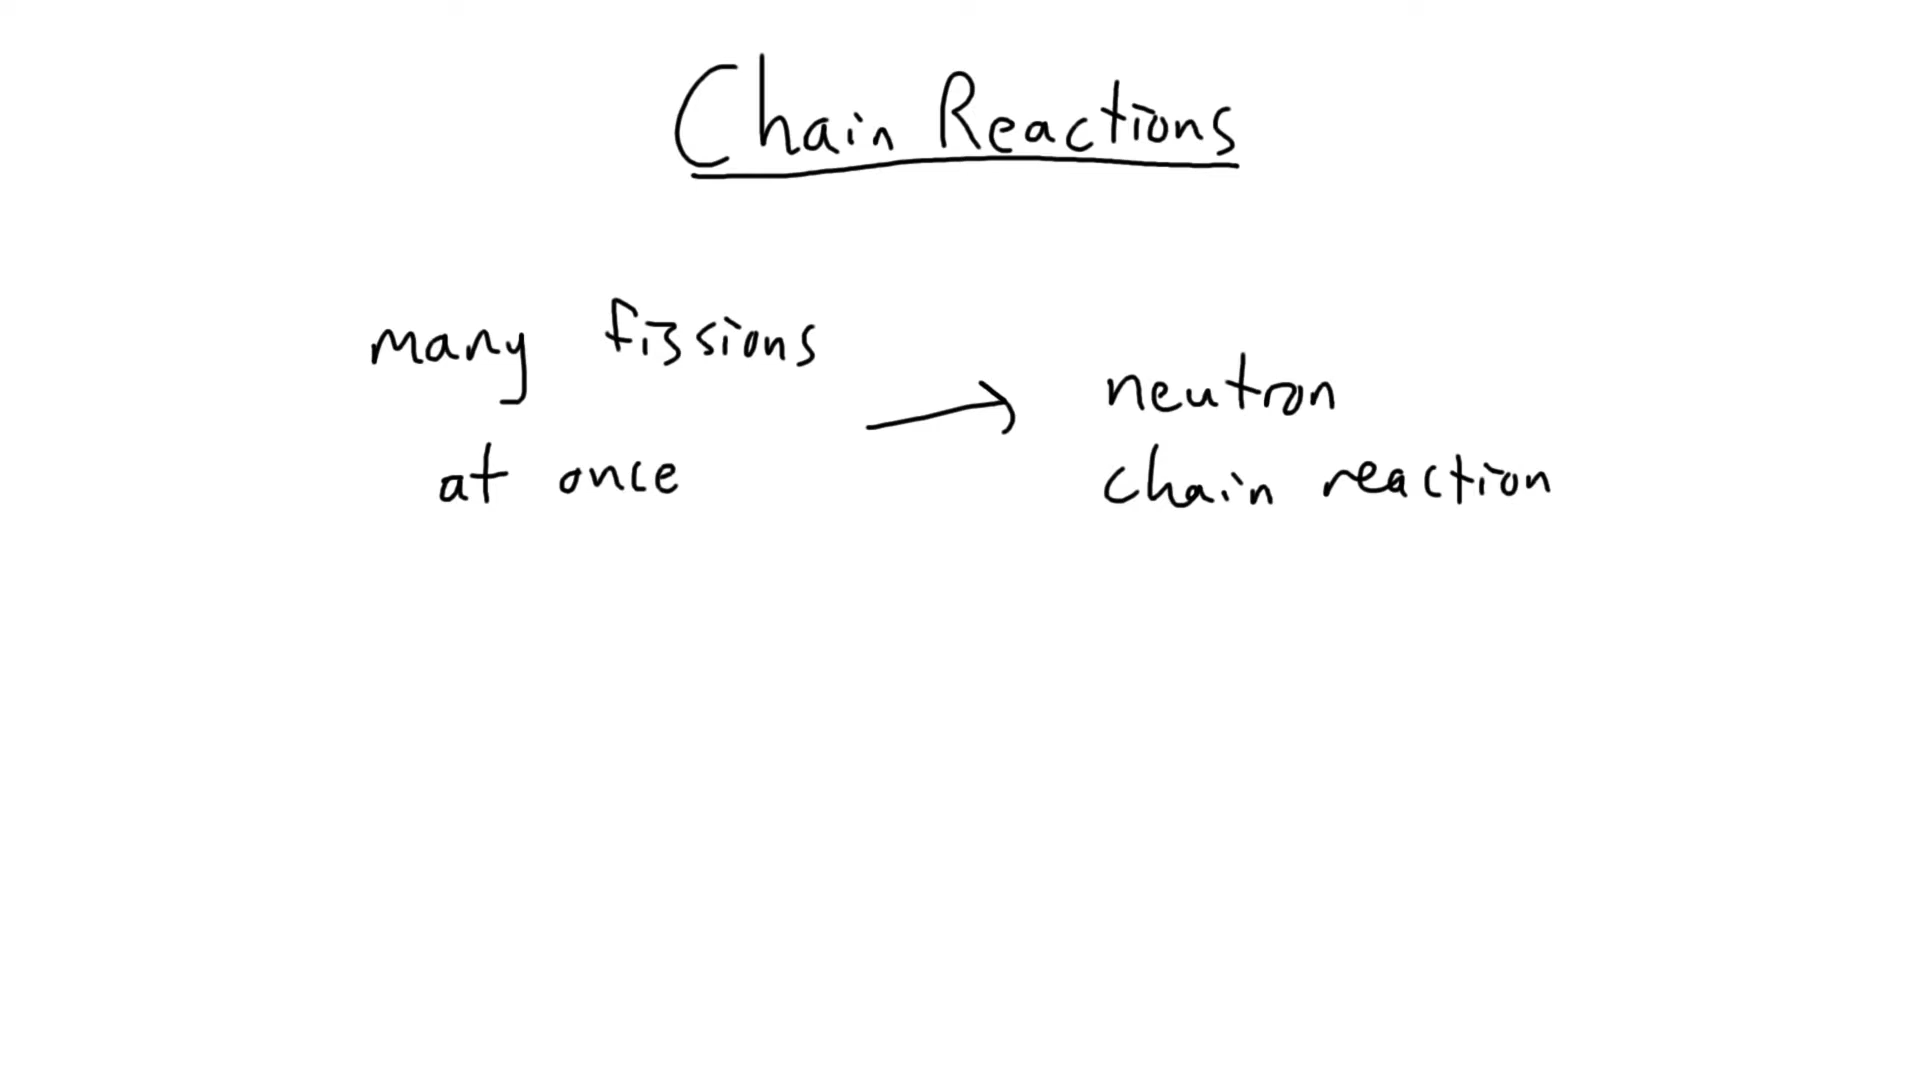 Chain Reactions
many fissions
at once
neutron
chain reaction